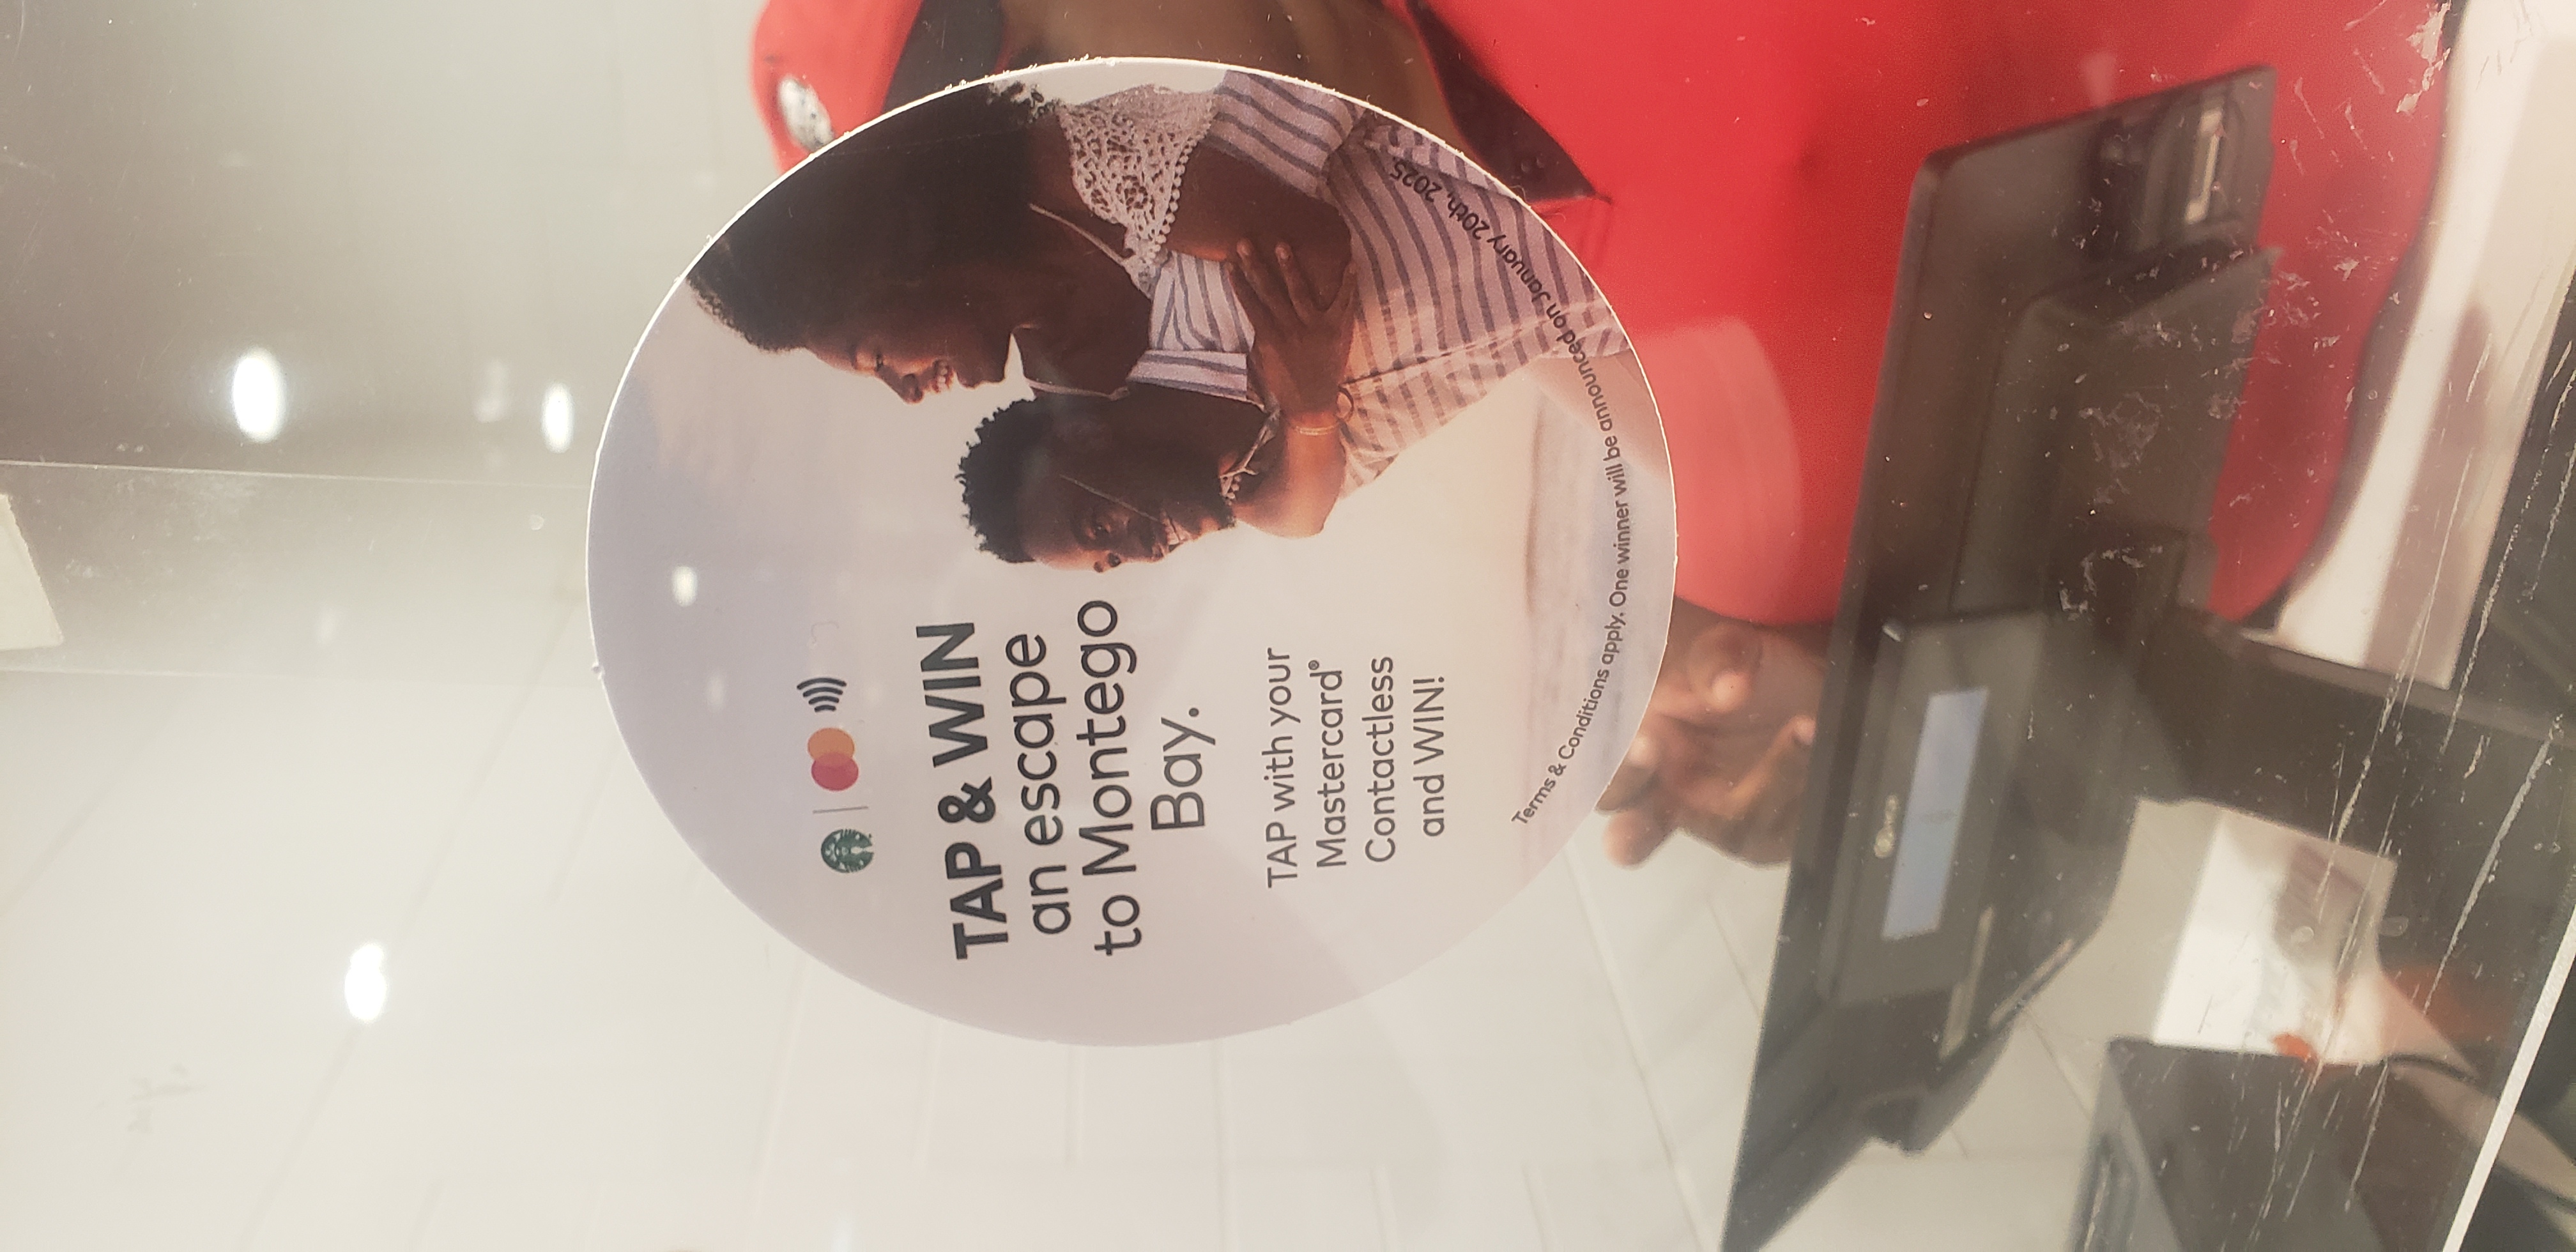 TAP & WIN
an escape
to Montego
Bay.
TAP with your
Mastercard®
Contactless
and WIN!
Terms & Conditions apply. One winner will be announced on January 20th, 2025